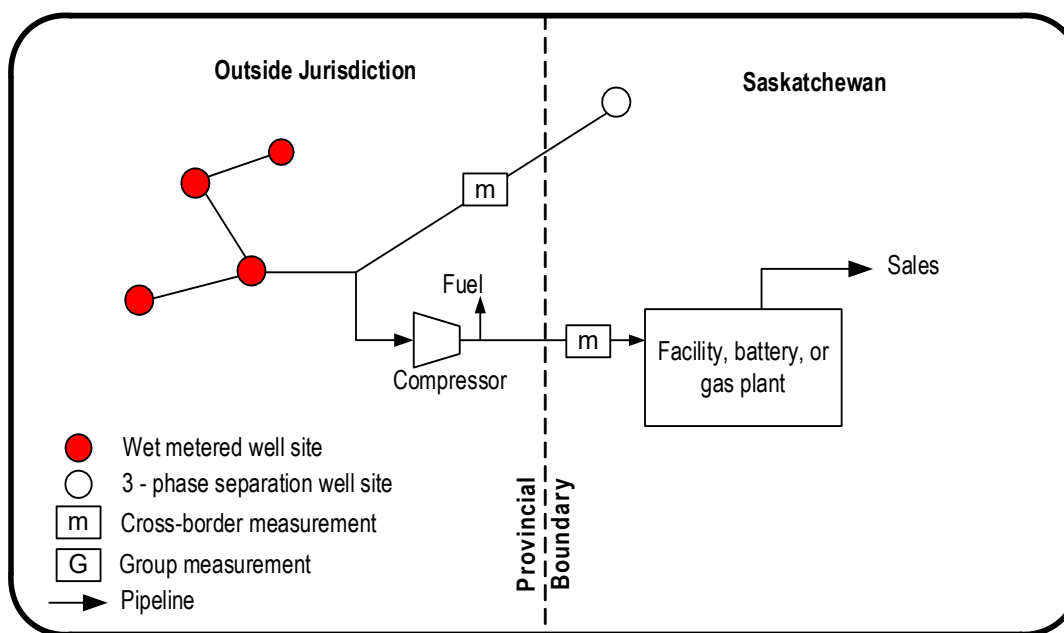 Outside Jurisdiction
Saskatchewan
m
Sales
Fuel
m
Compressor
Facility, battery, or
gas plant
Wet metered well site
3 - phase separation well site
m Cross-border measurement
G Group measurement
Pipeline
Provincial
Boundary